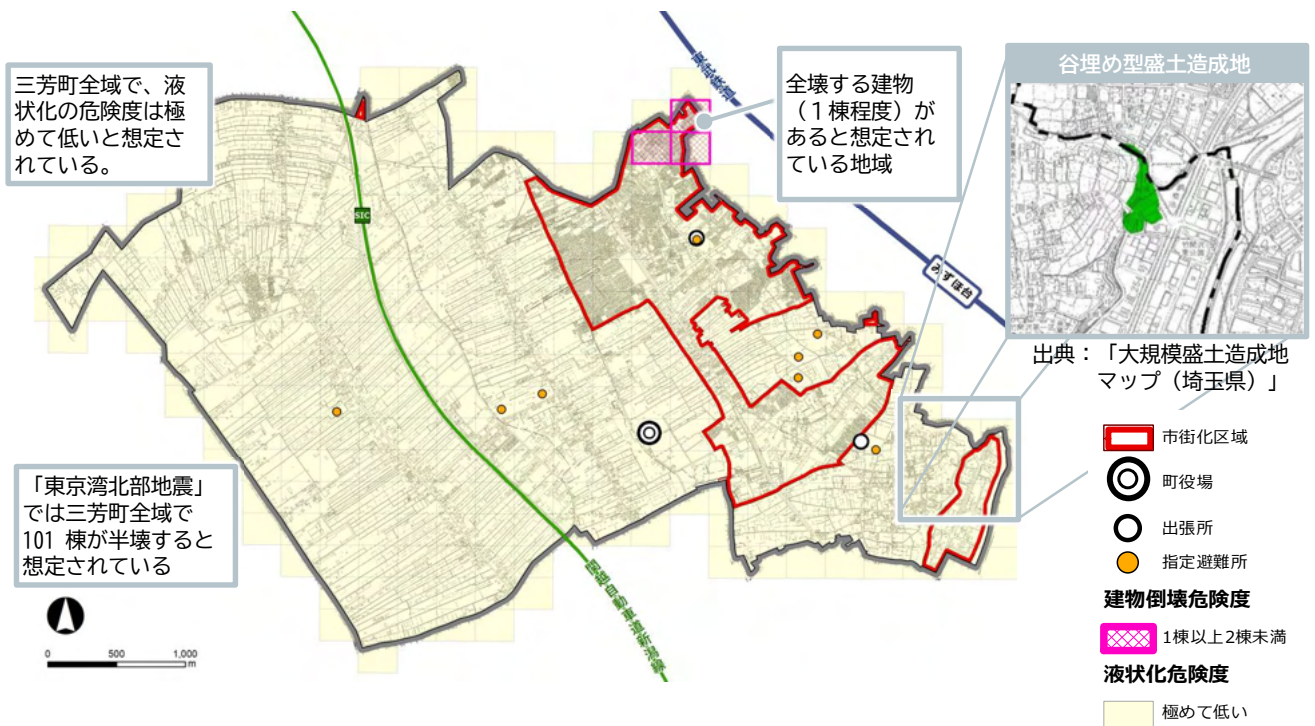 三芳町全域で、液
状化の危険度は極
めて低いと想定さ
れている。
東武鉄道
全壊する建物
（１棟程度）が
あると想定され
ている地域
谷埋め型盛土造成地
SIC
みずほ台
出典：「大規模盛土造成地
マップ（埼玉県）」
「東京湾北部地震」
では三芳町全域で
101 棟が半壊すると
想定されている
関越自動車道新潟線
0 500 1,000
m
市街化区域
町役場
出張所
指定避難所
建物倒壊危険度
1棟以上2棟未満
液状化危険度
極めて低い